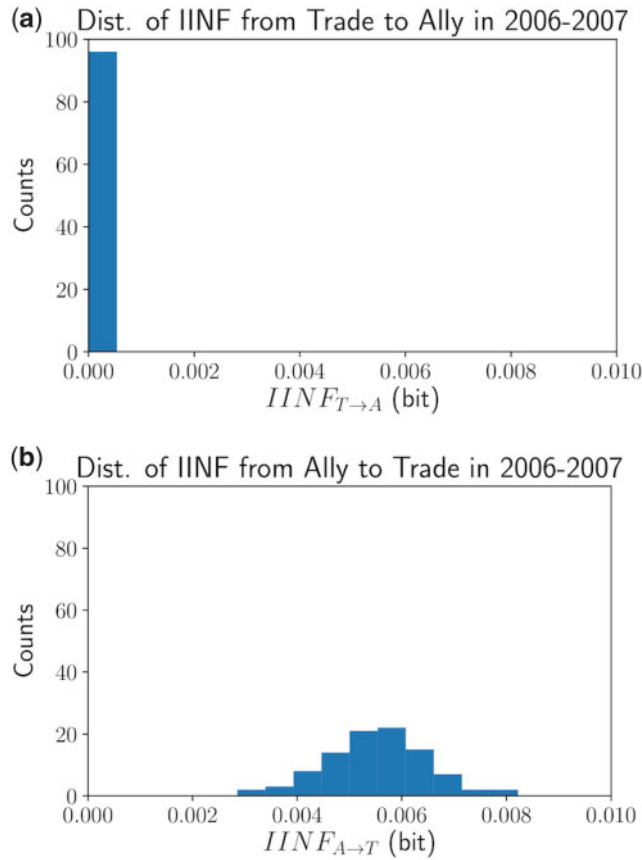 (a) Dist. of IINF from Trade to Ally in 2006-2007
100
80
60
40
20
0
Counts
0.000 0.002 0.004 0.006 0.008 0.010
IINF_{T→A} (bit)
(b) Dist. of IINF from Ally to Trade in 2006-2007
100
80
60
40
20
0
Counts
0.000 0.002 0.004 0.006 0.008 0.010
IINF_{A→T} (bit)